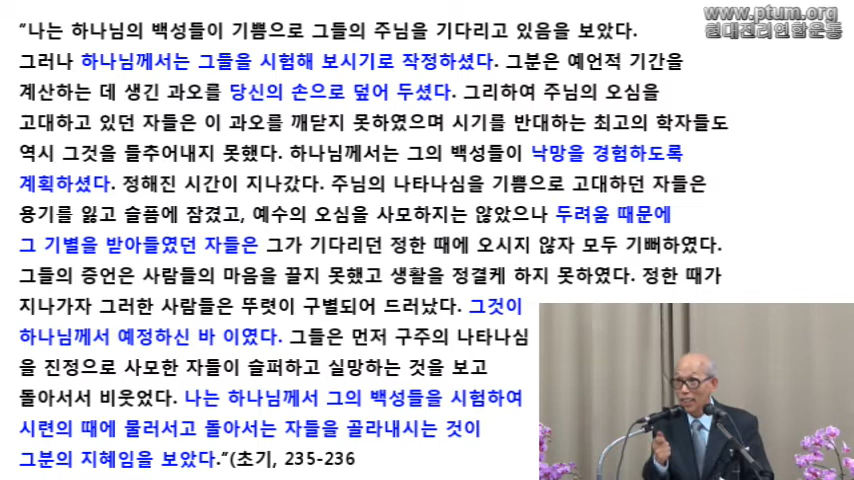 www.ptum.org
현대진리연합운동
“나는 하나님의 백성들이 기쁨으로 그들의 주님을 기다리고 있음을 보았다.
그러나 하나님께서는 그들을 시험해 보시기로 작정하셨다. 그분은 예언적 기간을
계산하는 데 생긴 과오를 당신의 손으로 덮어 두셨다. 그리하여 주님의 오심을
고대하고 있던 자들은 이 과오를 깨닫지 못하였으며 시기를 반대하는 최고의 학자들도
역시 그것을 들추어내지 못했다. 하나님께서는 그의 백성들이 낙망을 경험하도록
계획하셨다. 정해진 시간이 지나갔다. 주님의 나타나심을 기쁨으로 고대하던 자들은
용기를 잃고 슬픔에 잠겼고, 예수의 오심을 사모하지는 않았으나 두려움 때문에
그 기별을 받아들였던 자들은 그가 기다리던 정한 때에 오시지 않자 모두 기뻐하였다.
그들의 증언은 사람들의 마음을 끌지 못했고 생활을 정결케 하지 못하였다. 정한 때가
지나가자 그러한 사람들은 뚜렷이 구별되어 드러났다. 그것이
하나님께서 예정하신 바 이였다. 그들은 먼저 구주의 나타나심
을 진정으로 사모한 자들이 슬퍼하고 실망하는 것을 보고
돌아서서 비웃었다. 나는 하나님께서 그의 백성들을 시험하여
시련의 때에 물러서고 돌아서는 자들을 골라내시는 것이
그분의 지혜임을 보았다.”(초기, 235-236